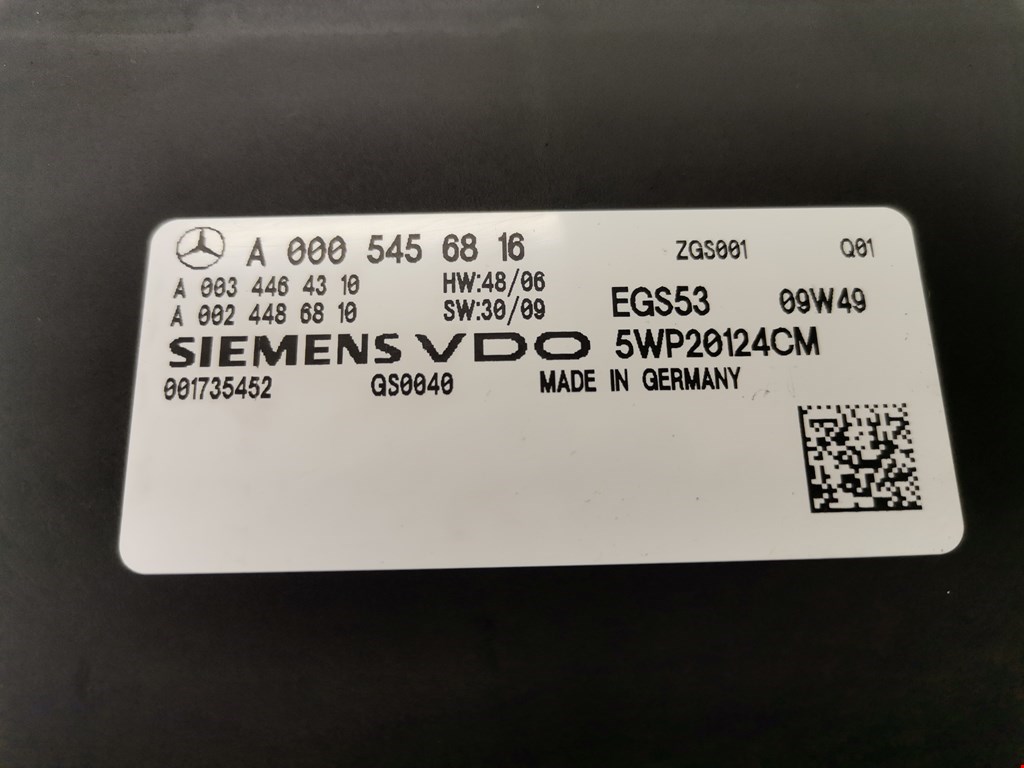 A 000 545 68 16 ZGS001 Q01
A 003 446 43 10 HW:48/06
A 002 448 68 10 SW:30/09 EGS53 09W49
SIEMENS VDO 5WP20124CM
001735452 GS0040 MADE IN GERMANY